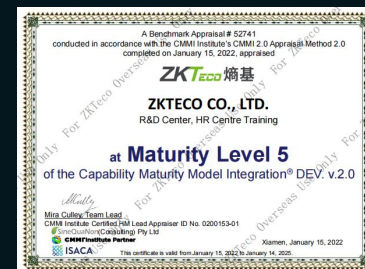 A Benchmark Appraisal # 52741
conducted in accordance with the CMMI Institute's CMMI 2.0 Appraisal Method 2.0
completed on January 15, 2022, appraised
ZKTECO 熵基
ZKTECO CO., LTD.
R&D Center, HR Centre Training
at Maturity Level 5
of the Capability Maturity Model Integration® DEV. v.2.0
Mira Culley, Team Lead
CMMI Institute Certified HM Lead Appraiser ID No. 0200153-01
SineQuaNon(Consulting) Pty Ltd
CMMI Institute Partner
Xiamen, January 15, 2022
ISACA
This certificate is valid from January 15, 2022 to January 14, 2025.
For ZKTeco Overseas Use Only